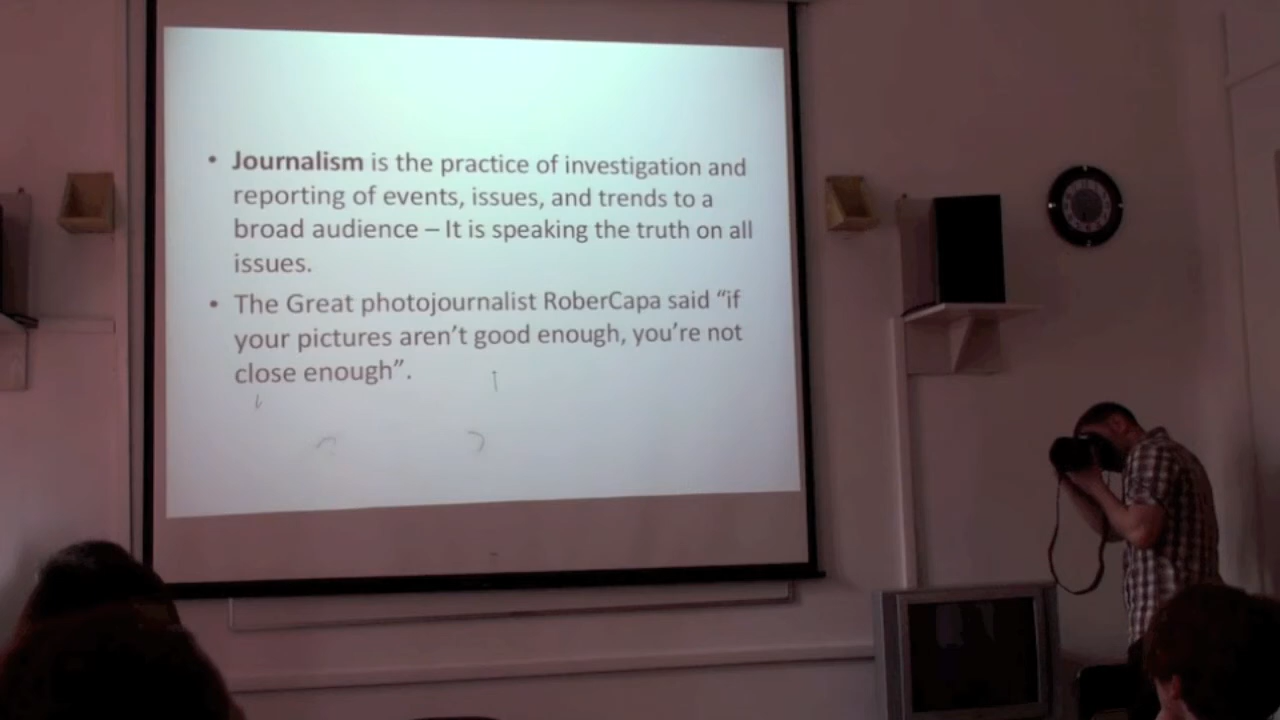 • Journalism is the practice of investigation and
reporting of events, issues, and trends to a
broad audience – It is speaking the truth on all
issues.
• The Great photojournalist RoberCapa said “if
your pictures aren’t good enough, you’re not
close enough”.